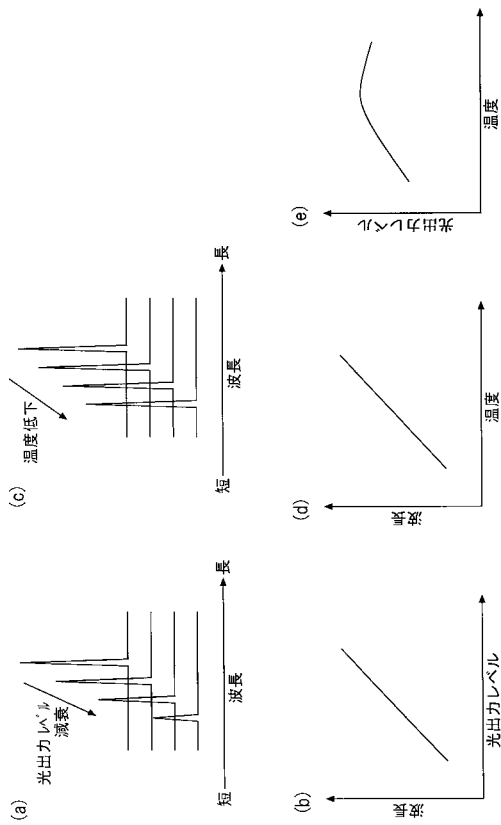 (a)
光出力レベル
減衰
短
長
波長
(b)
波長
光出力レベル
(c)
温度低下
短
長
波長
(d)
波長
温度
(e)
光出力レベル
温度